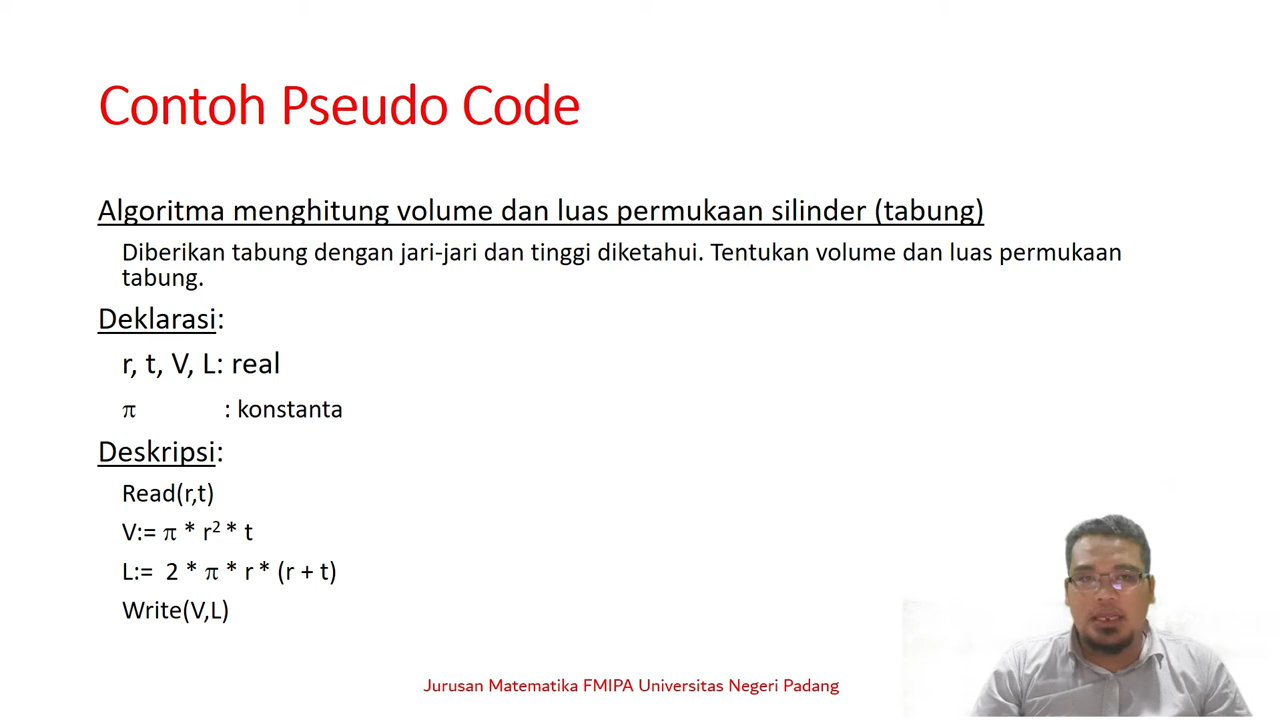 Contoh Pseudo Code
Algoritma menghitung volume dan luas permukaan silinder (tabung)
Diberikan tabung dengan jari-jari dan tinggi diketahui. Tentukan volume dan luas permukaan
tabung.
Deklarasi:
r, t, V, L: real
π : konstanta
Deskripsi:
Read(r,t)
V:= π * r² * t
L:= 2 * π * r * (r + t)
Write(V,L)
Jurusan Matematika FMIPA Universitas Negeri Padang